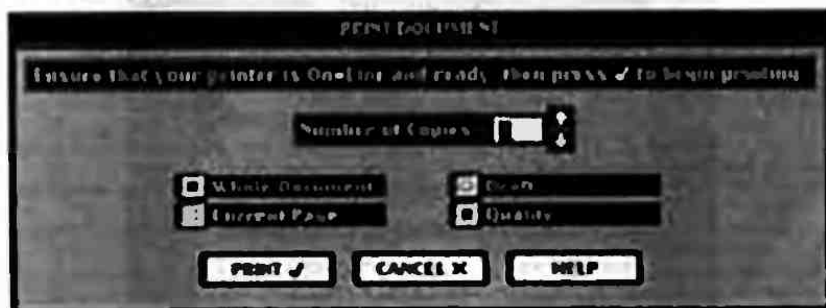 PRINT DOCUMENT
Ensure that your printer is On-Line and ready, then press ✓ to begin printing
Number of Copies
Whole Document
Draft
Current Page
Quality
PRINT ✓
CANCEL X
HELP